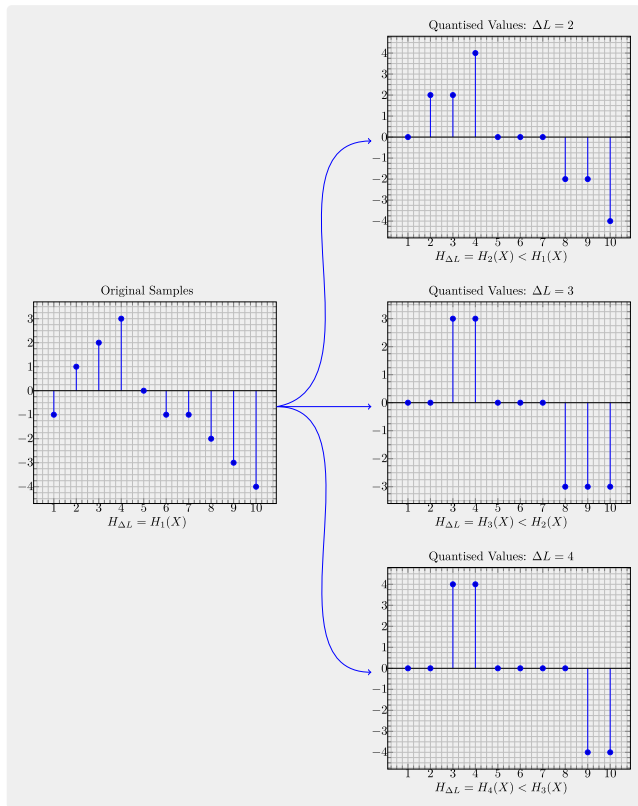 Quantised Values: ΔL = 2
4
3
2
1
0
−1
−2
−3
−4
1 2 3 4 5 6 7 8 9 10
H_ΔL = H_2(X) < H_1(X)
Original Samples
3
2
1
0
−1
−2
−3
−4
1 2 3 4 5 6 7 8 9 10
H_ΔL = H_1(X)
Quantised Values: ΔL = 3
3
2
1
0
−1
−2
−3
1 2 3 4 5 6 7 8 9 10
H_ΔL = H_3(X) < H_2(X)
Quantised Values: ΔL = 4
4
3
2
1
0
−1
−2
−3
−4
1 2 3 4 5 6 7 8 9 10
H_ΔL = H_4(X) < H_3(X)